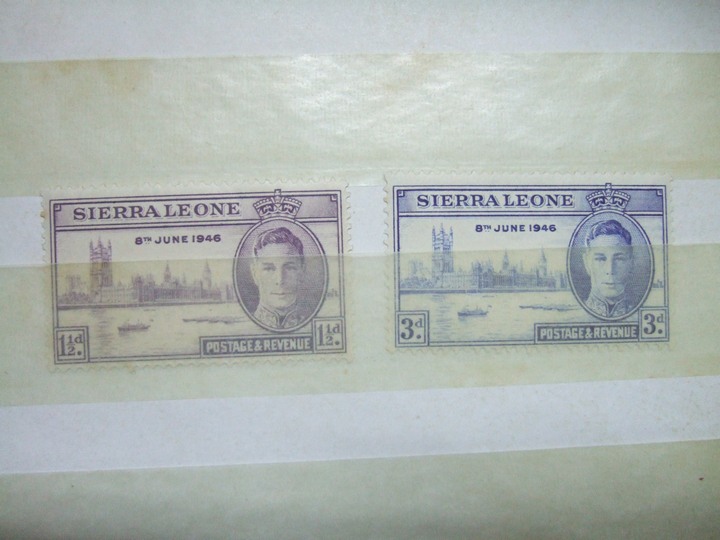 SIERRA LEONE
8TH JUNE 1946
1½d. 1½d.
POSTAGE & REVENUE
SIERRA LEONE
8TH JUNE 1946
3d. 3d.
POSTAGE & REVENUE